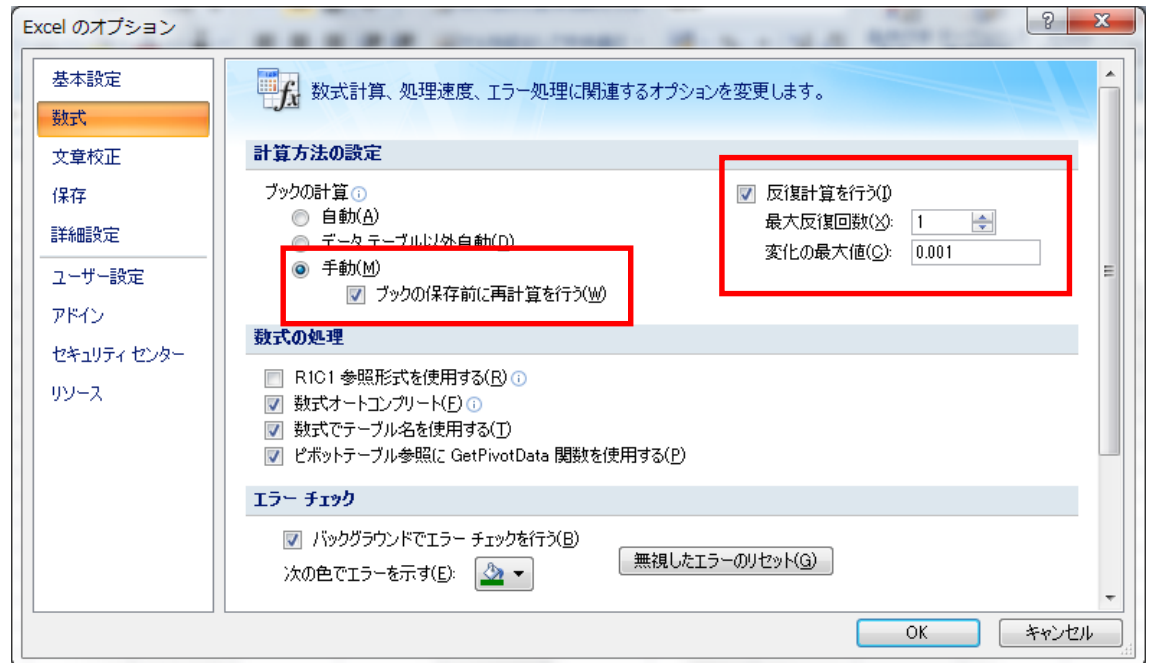 Excel のオプション
基本設定
数式
文章校正
保存
詳細設定
ユーザー設定
アドイン
セキュリティ センター
リソース
数式計算、処理速度、エラー処理に関連するオプションを変更します。
計算方法の設定
ブックの計算
自動(A)
データ テーブル以外自動(D)
手動(M)
ブックの保存前に再計算を行う(W)
反復計算を行う(I)
最大反復回数(X): 1
変化の最大値(C): 0.001
数式の処理
R1C1 参照形式を使用する(R)
数式オートコンプリート(F)
数式でテーブル名を使用する(T)
ピボットテーブル参照に GetPivotData 関数を使用する(P)
エラー チェック
バックグラウンドでエラー チェックを行う(B)
次の色でエラーを示す(E):
無視したエラーのリセット(G)
OK
キャンセル